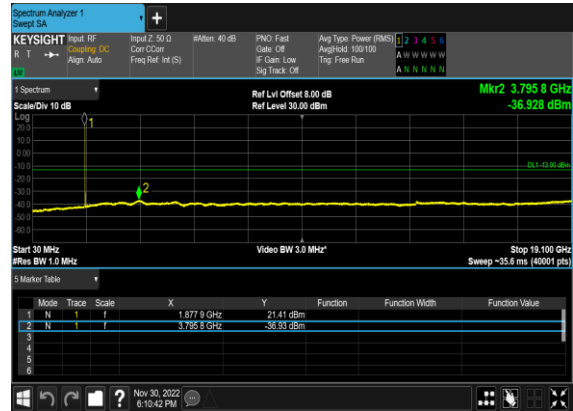 Spectrum Analyzer 1
Swept SA
+
KEYSIGHT Input: RF Input Z: 50 Ω #Atten: 40 dB PNO: Fast Avg Type: Power (RMS) 1 2 3 4 5 6
R T Coupling: DC Corr CCorr Gate: Off Avg|Hold: 100/100 A W W W W W
Align: Auto Freq Ref: Int (S) IF Gain: Low Trig: Free Run
LW Sig Track: Off A N N N N N
1 Spectrum Ref Lvl Offset 8.00 dB Mkr2 3.795 8 GHz
Scale/Div 10 dB Ref Level 30.00 dBm -36.928 dBm
Log
20.0
10.0
0.00
-10.0
-20.0
-30.0
-40.0
-50.0
-60.0
1
2
DL1 -13.00 dBm
Start 30 MHz Video BW 3.0 MHz* Stop 19.100 GHz
#Res BW 1.0 MHz Sweep ~35.6 ms (40001 pts)
5 Marker Table
Mode Trace Scale X Y Function Function Width Function Value
1 N 1 f 1.877 9 GHz 21.41 dBm
2 N 1 f 3.795 8 GHz -36.93 dBm
3
4
5
6
? Nov 30, 2022
6:10:42 PM